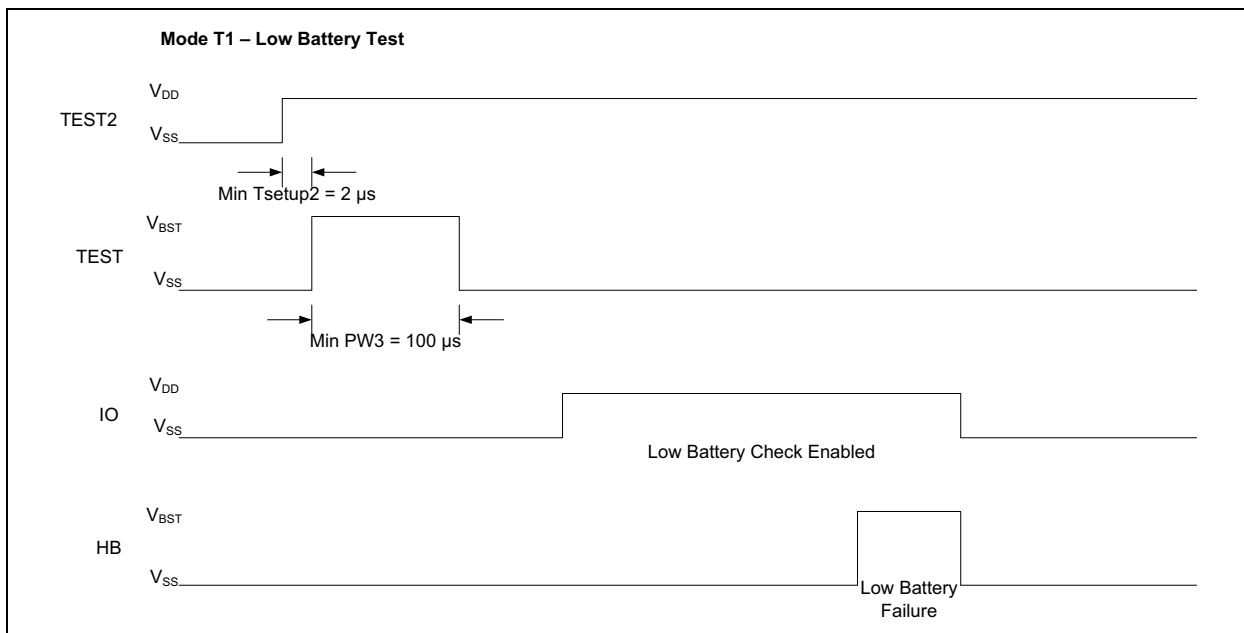 Mode T1 – Low Battery Test
VDD
TEST2
VSS
Min Tsetup2 = 2 µs
VBST
TEST
VSS
Min PW3 = 100 µs
VDD
IO
VSS
Low Battery Check Enabled
VBST
HB
VSS
Low Battery
Failure